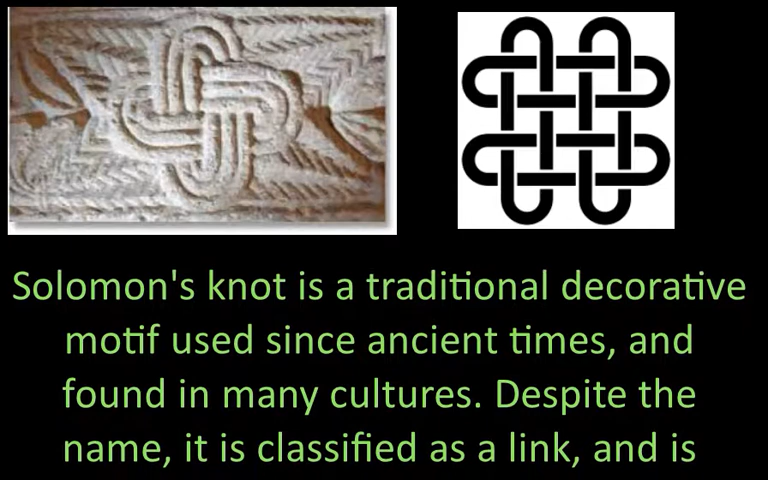 Solomon's knot is a traditional decorative
motif used since ancient times, and
found in many cultures. Despite the
name, it is classified as a link, and is